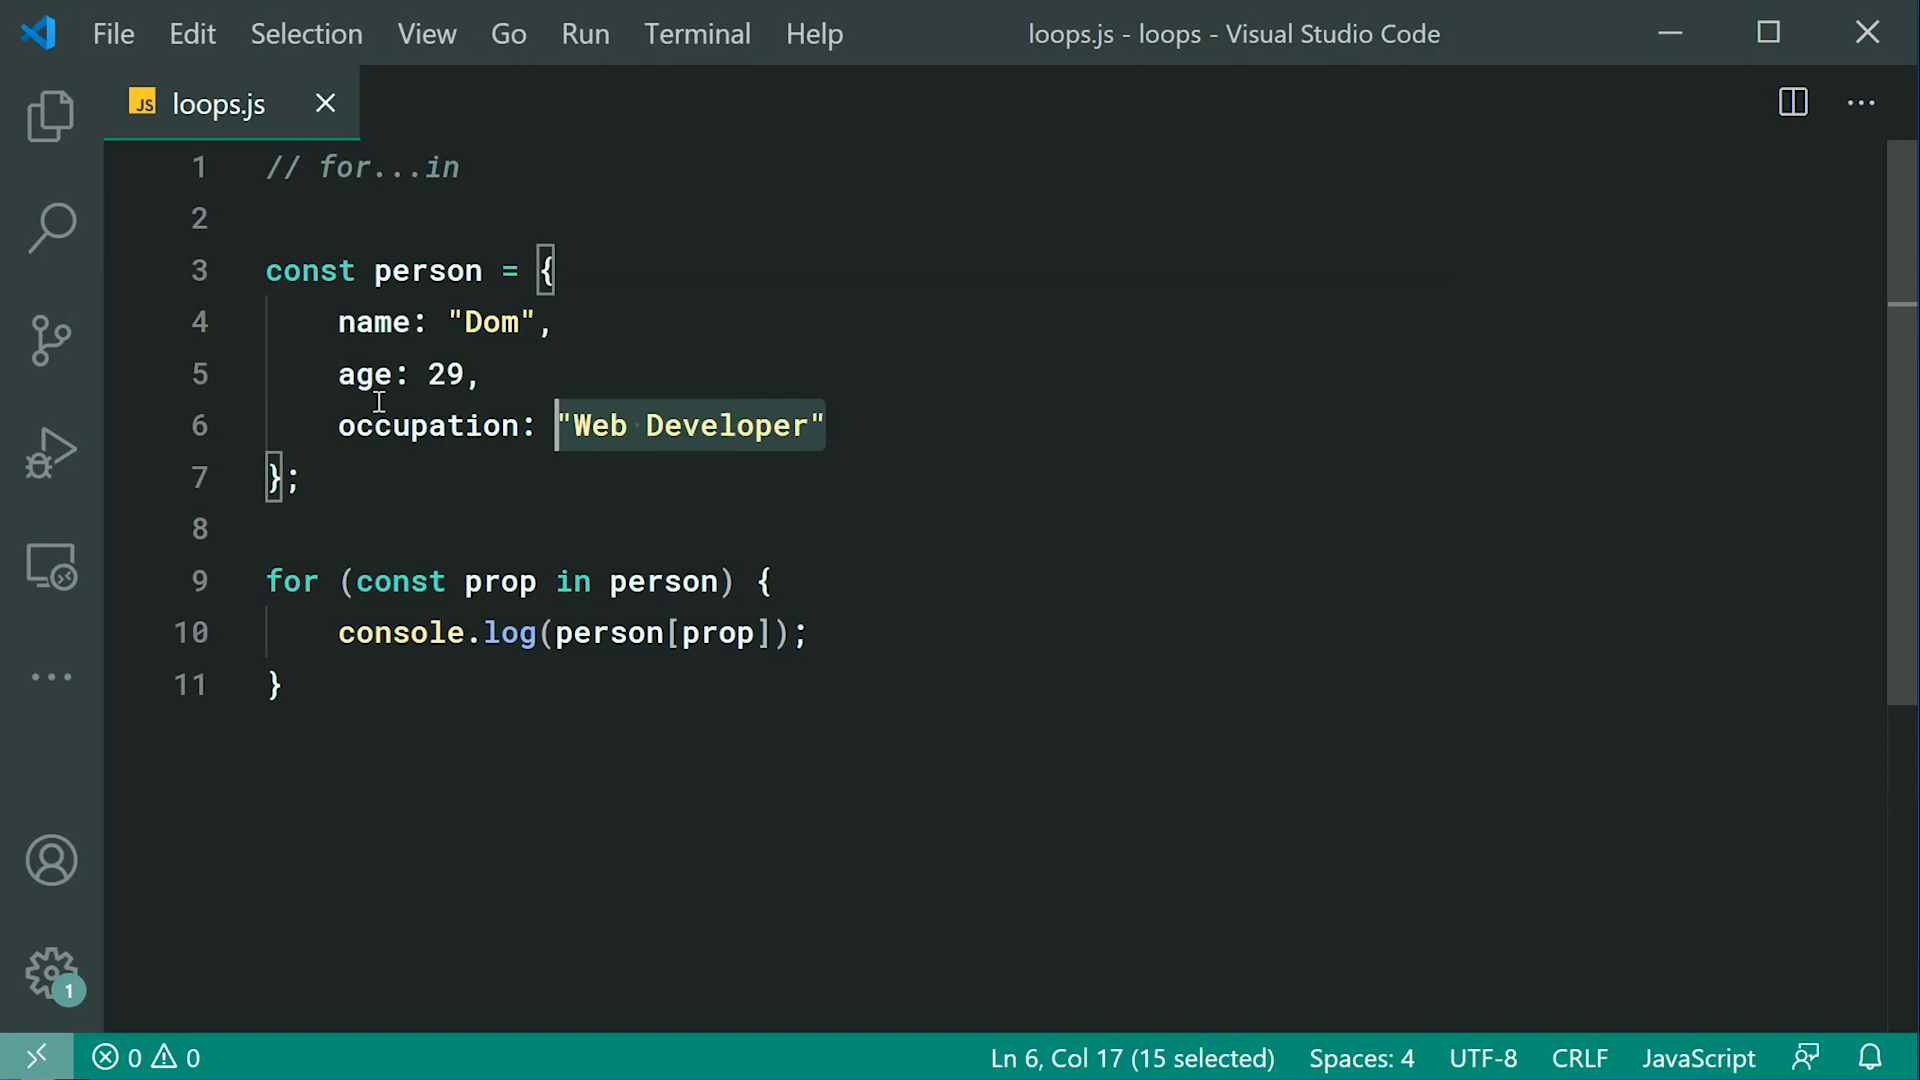 File Edit Selection View Go Run Terminal Help loops.js - loops - Visual Studio Code
JS loops.js
1 // for...in
2
3 const person = {
4 name: "Dom",
5 age: 29,
6 occupation: "Web Developer"
7 };
8
9 for (const prop in person) {
10 console.log(person[prop]);
11 }
1
0 0 Ln 6, Col 17 (15 selected) Spaces: 4 UTF-8 CRLF JavaScript